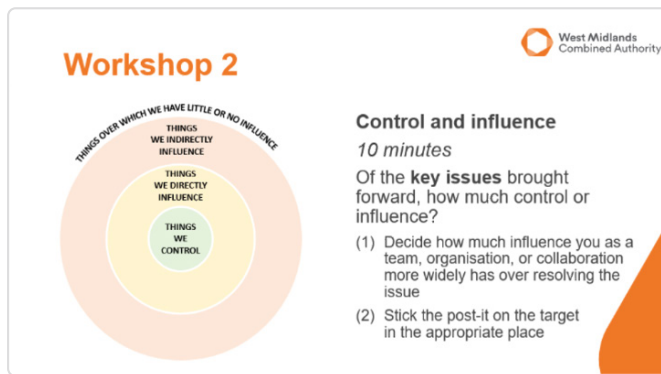 West Midlands
Combined Authority
Workshop 2
THINGS OVER WHICH WE HAVE LITTLE OR NO INFLUENCE
THINGS
WE INDIRECTLY
INFLUENCE
THINGS
WE DIRECTLY
INFLUENCE
THINGS
WE
CONTROL
Control and influence
10 minutes
Of the key issues brought
forward, how much control or
influence?
(1) Decide how much influence you as a
team, organisation, or collaboration
more widely has over resolving the
issue
(2) Stick the post-it on the target
in the appropriate place